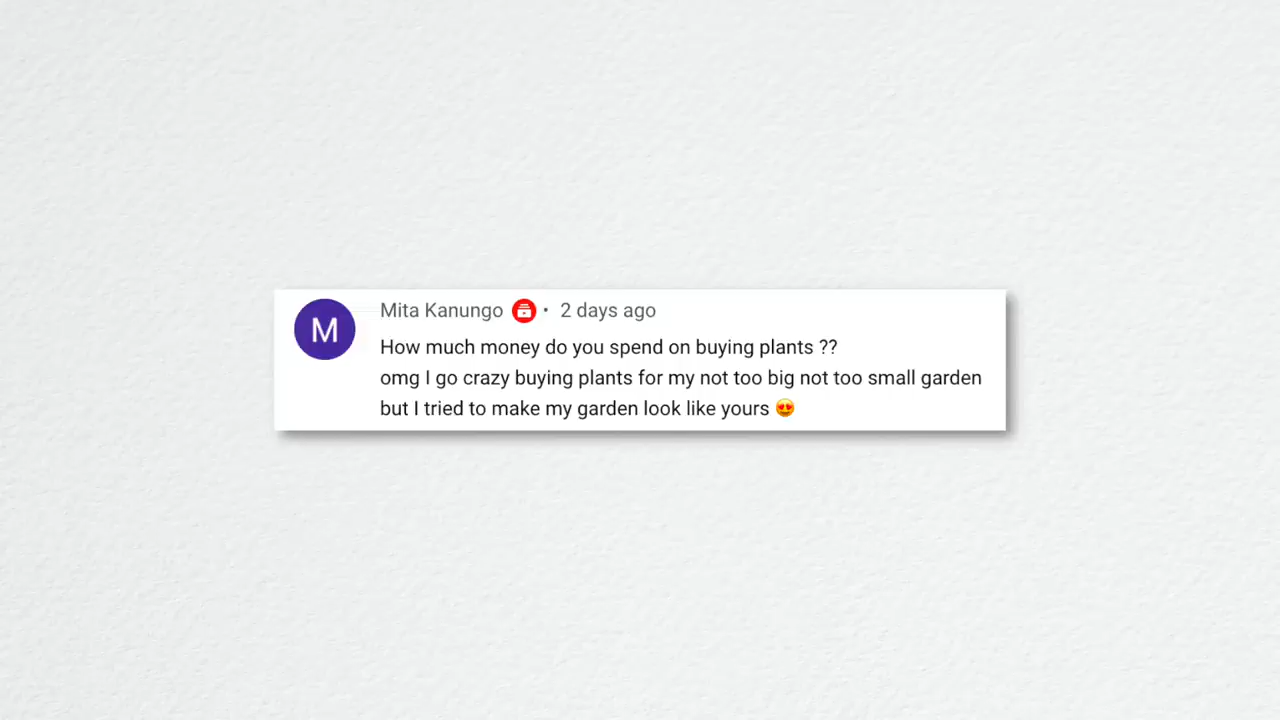 M
Mita Kanungo • 2 days ago
How much money do you spend on buying plants ??
omg I go crazy buying plants for my not too big not too small garden
but I tried to make my garden look like yours 😍